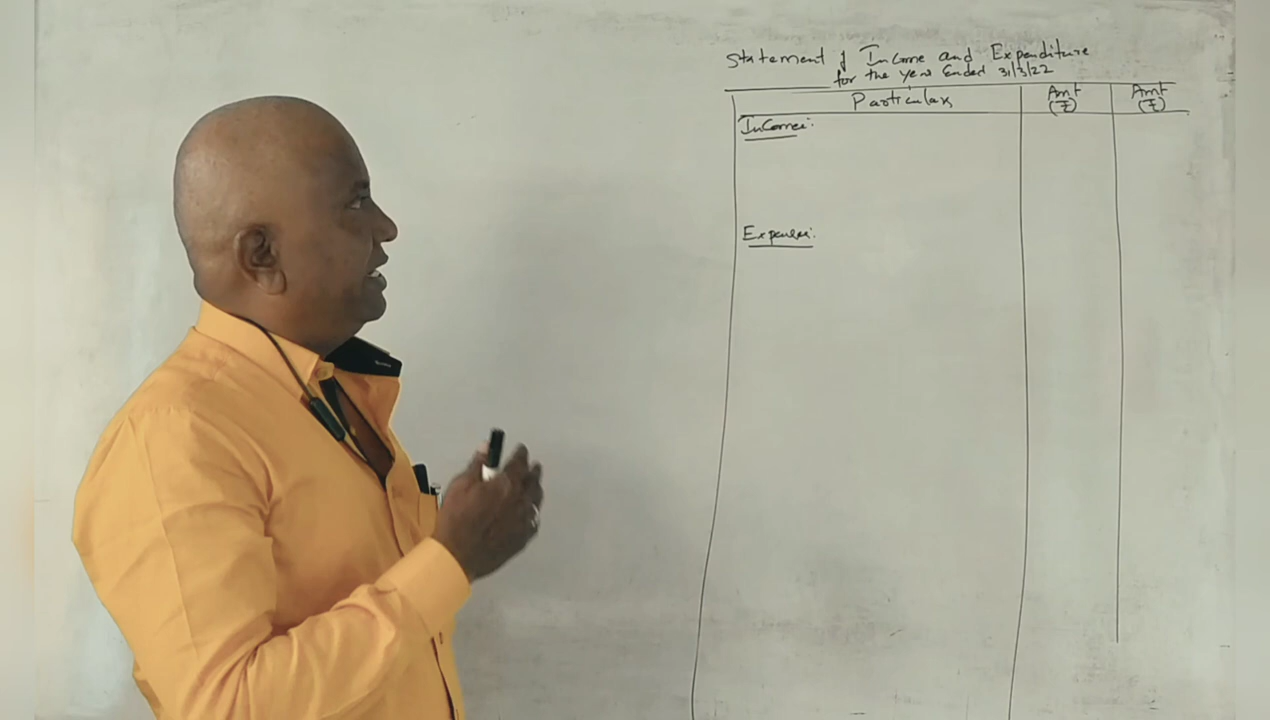 Statement of Income and Expenditure
for the year Ended 31/3/22
Particulars Amt (₹) Amt (₹)
Income:
Expenses: